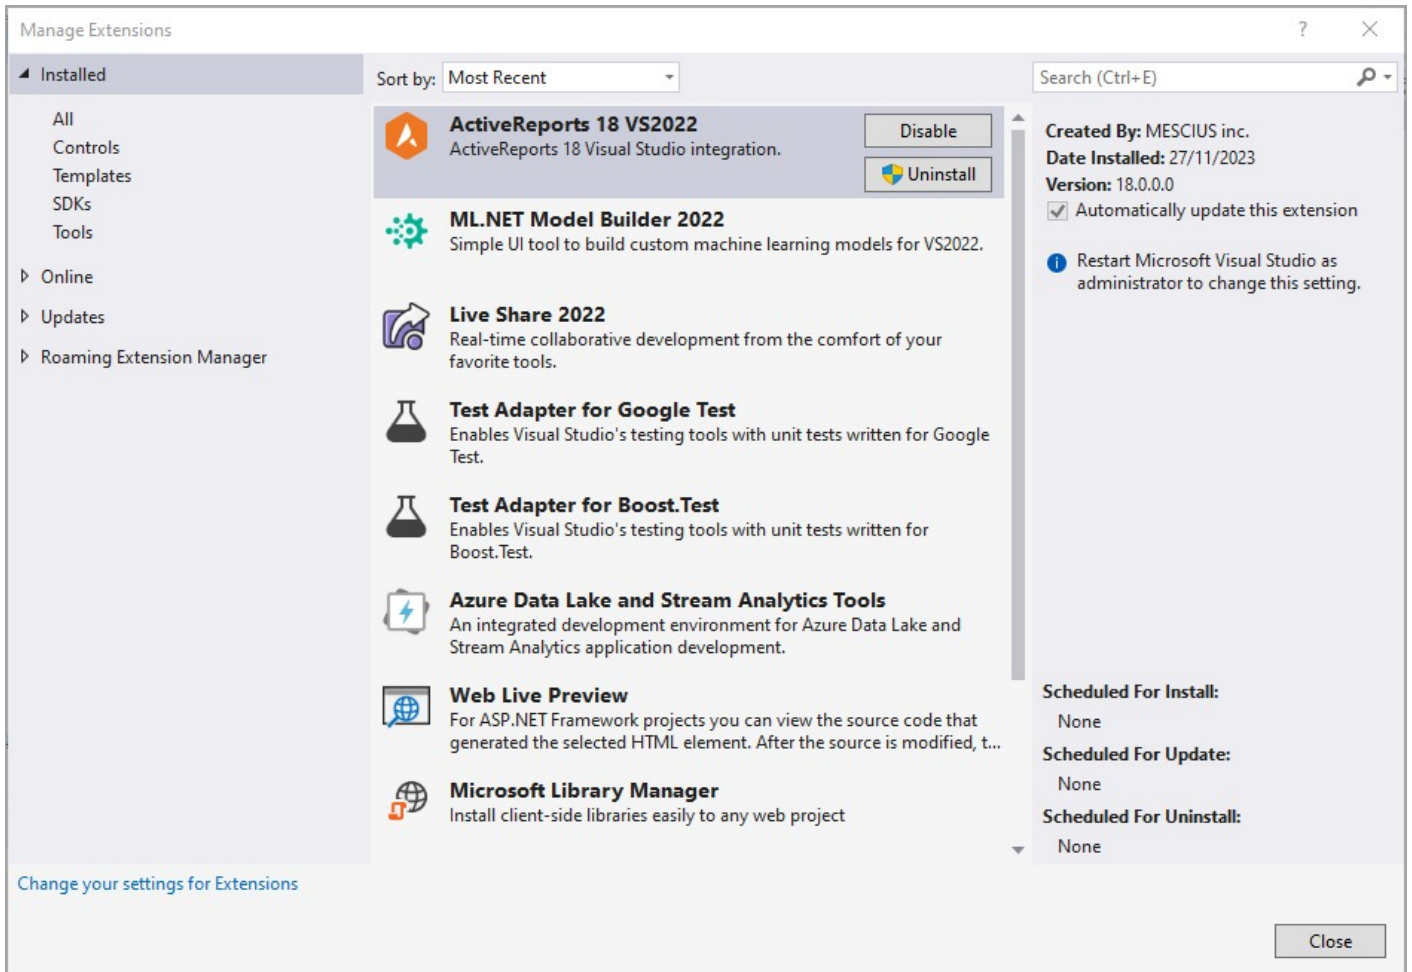 Manage Extensions
?
Installed
All
Controls
Templates
SDKs
Tools
Online
Updates
Roaming Extension Manager
Sort by: Most Recent
ActiveReports 18 VS2022
ActiveReports 18 Visual Studio integration.
Disable
Uninstall
ML.NET Model Builder 2022
Simple UI tool to build custom machine learning models for VS2022.
Live Share 2022
Real-time collaborative development from the comfort of your
favorite tools.
Test Adapter for Google Test
Enables Visual Studio's testing tools with unit tests written for Google
Test.
Test Adapter for Boost.Test
Enables Visual Studio's testing tools with unit tests written for
Boost.Test.
Azure Data Lake and Stream Analytics Tools
An integrated development environment for Azure Data Lake and
Stream Analytics application development.
Web Live Preview
For ASP.NET Framework projects you can view the source code that
generated the selected HTML element. After the source is modified, t...
Microsoft Library Manager
Install client-side libraries easily to any web project
Search (Ctrl+E)
Created By: MESCIUS inc.
Date Installed: 27/11/2023
Version: 18.0.0.0
Automatically update this extension
Restart Microsoft Visual Studio as
administrator to change this setting.
Scheduled For Install:
None
Scheduled For Update:
None
Scheduled For Uninstall:
None
Change your settings for Extensions
Close